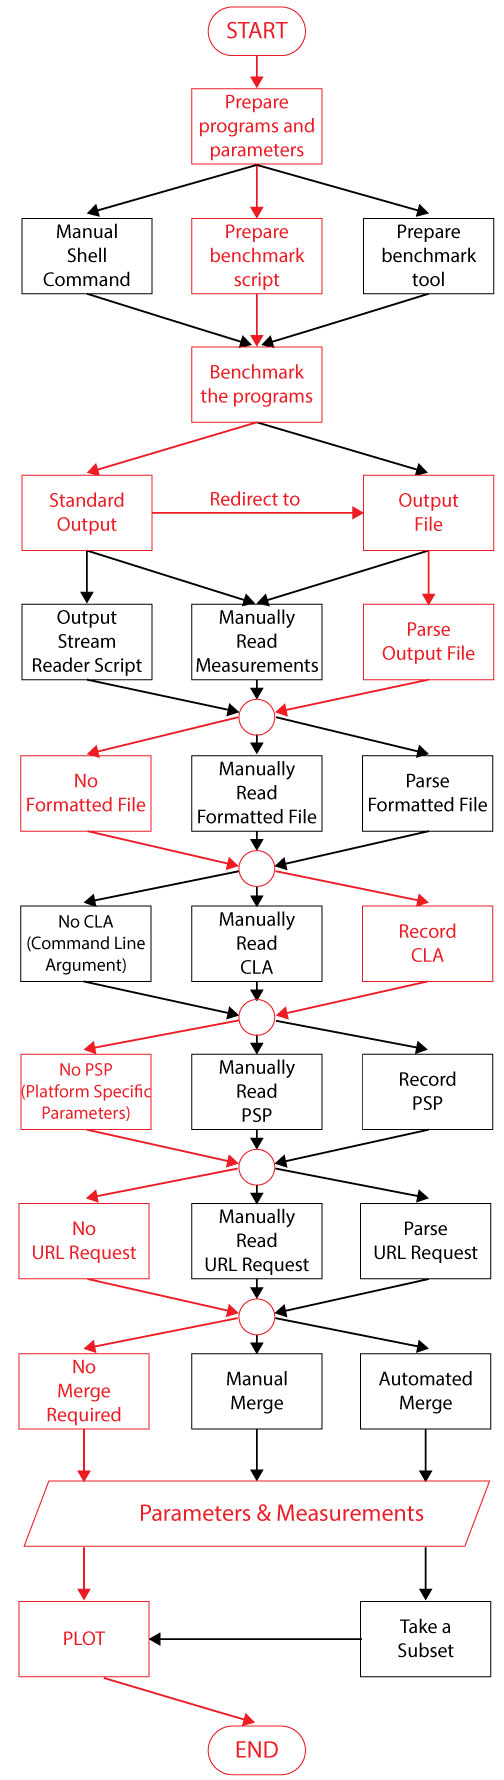 START
Prepare
programs and
parameters
Manual
Shell
Command
Prepare
benchmark
script
Prepare
benchmark
tool
Benchmark
the programs
Standard
Output
Redirect to
Output
File
Output
Stream
Reader Script
Manually
Read
Measurements
Parse
Output File
No
Formatted File
Manually
Read
Formatted File
Parse
Formatted File
No CLA
(Command Line
Argument)
Manually
Read
CLA
Record
CLA
No PSP
(Platform Specific
Parameters)
Manually
Read
PSP
Record
PSP
No
URL Request
Manually
Read
URL Request
Parse
URL Request
No
Merge
Required
Manual
Merge
Automated
Merge
Parameters & Measurements
PLOT
Take a
Subset
END